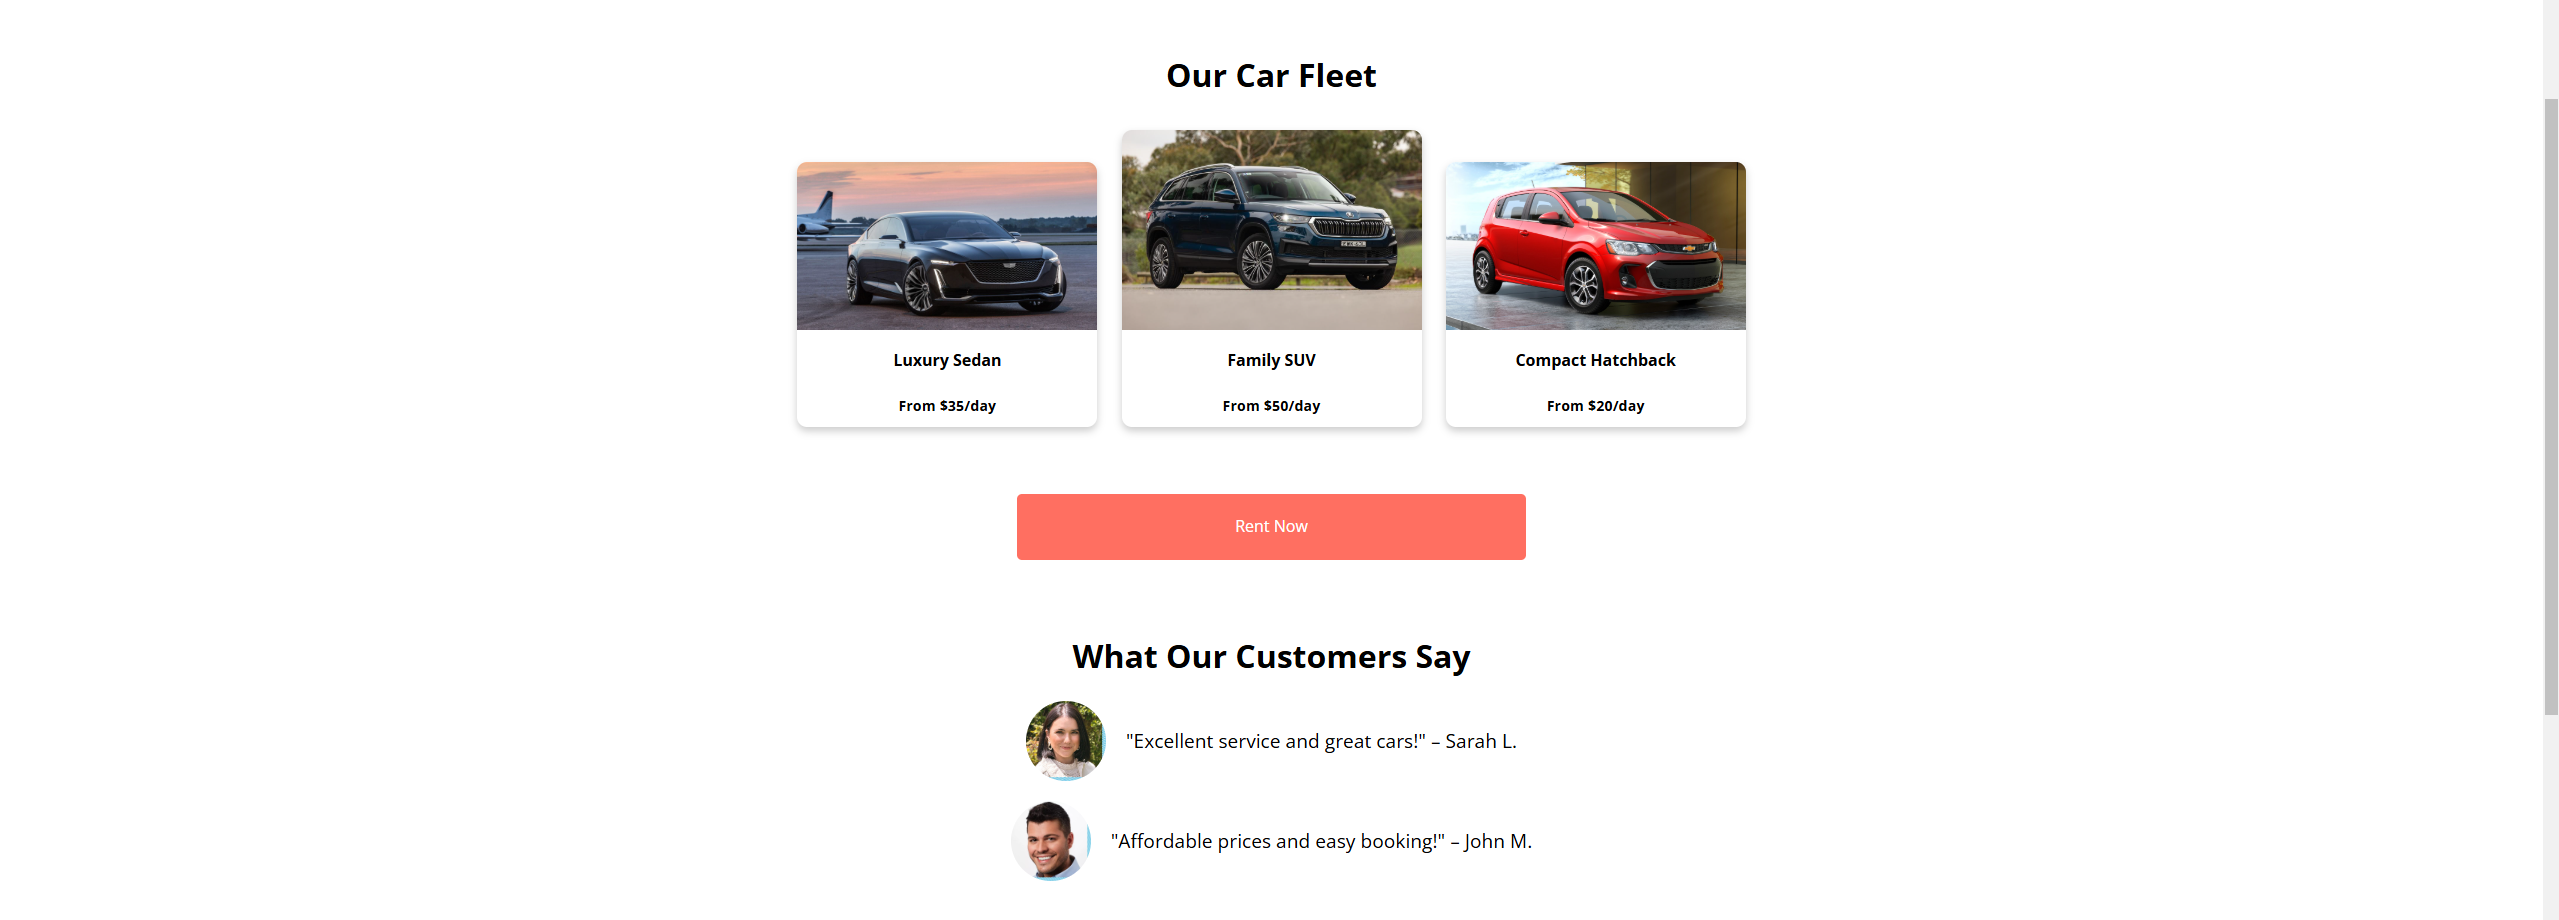 Our Car Fleet
Luxury Sedan
Family SUV
Compact Hatchback
From $35/day
From $50/day
From $20/day
Rent Now
What Our Customers Say
"Excellent service and great cars!" – Sarah L.
"Affordable prices and easy booking!" – John M.